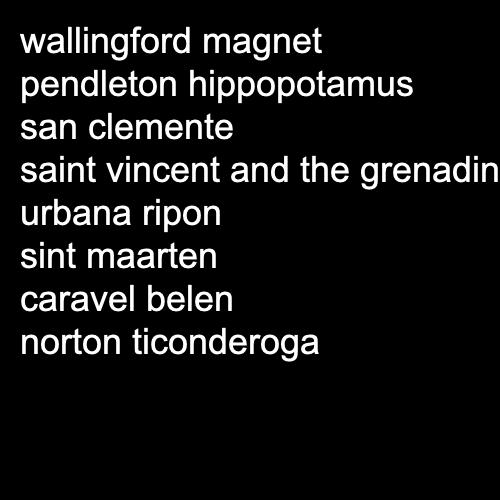 wallingford magnet
pendleton hippopotamus
san clemente
saint vincent and the grenadin
urbana ripon
sint maarten
caravel belen
norton ticonderoga